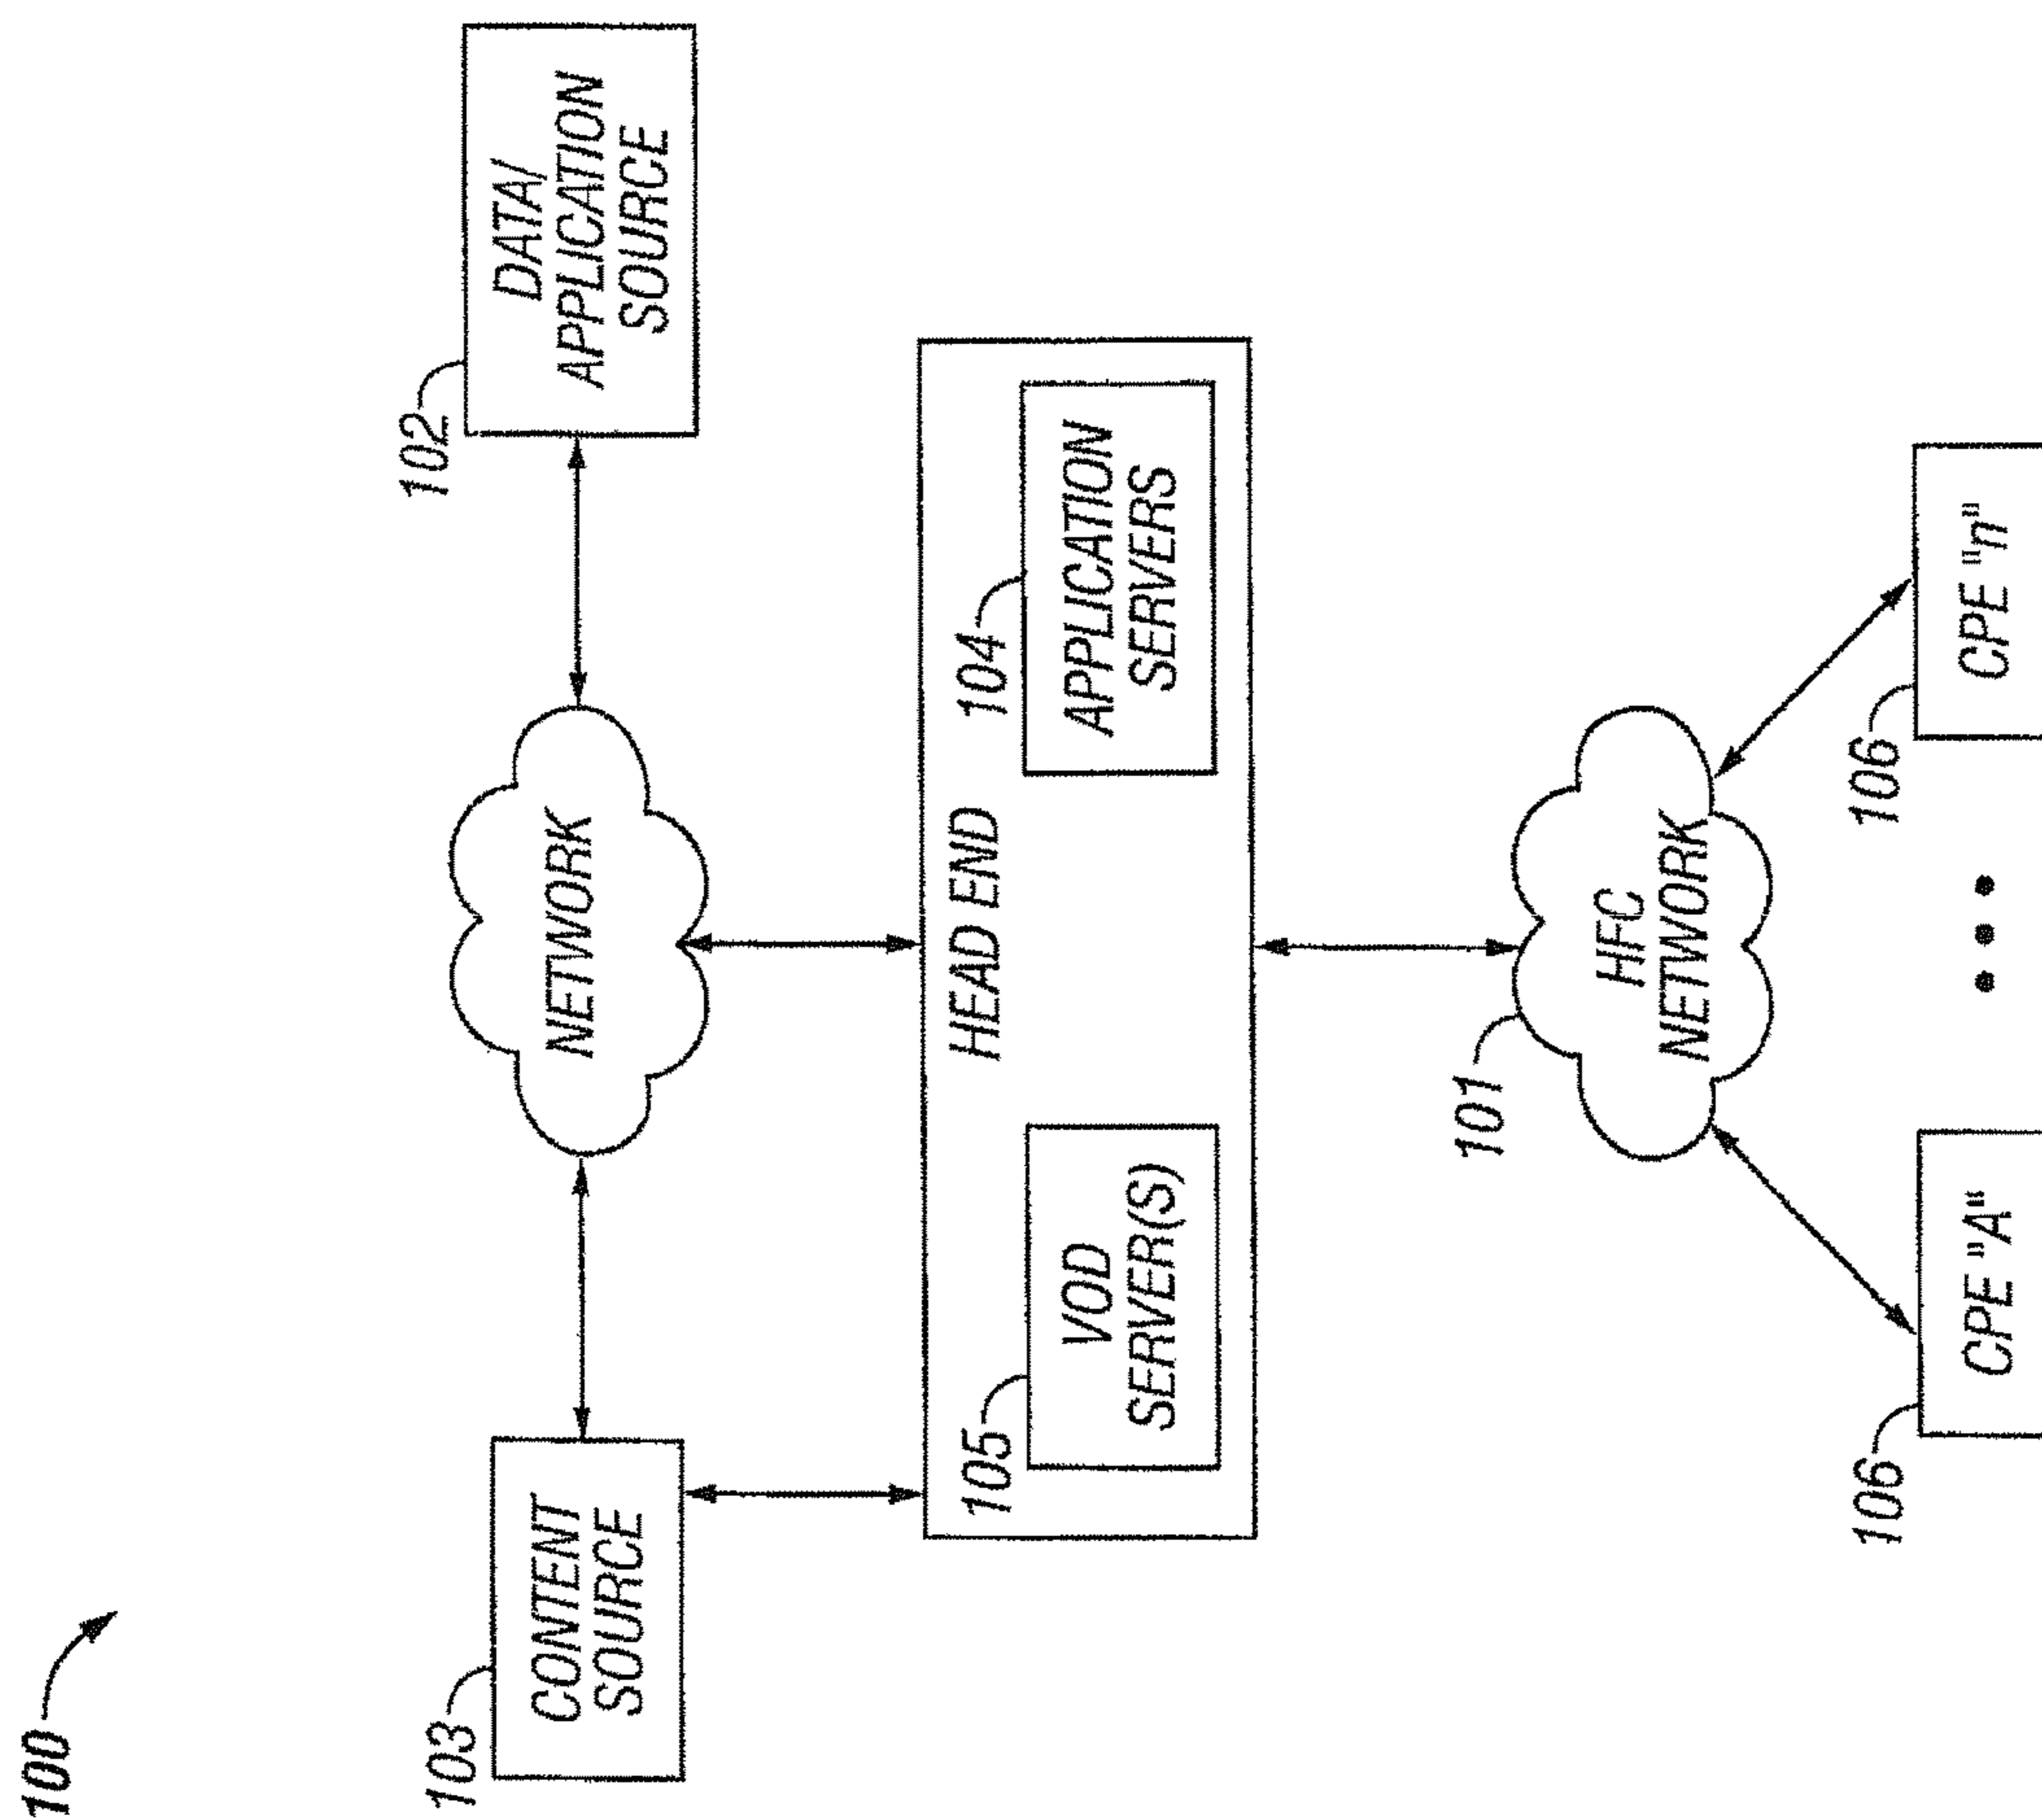 100
103
CONTENT
SOURCE
NETWORK
102
DATA/
APPLICATION
SOURCE
HEAD END
105
VOD
SERVER(S)
104
APPLICATION
SERVERS
101
HFC
NETWORK
106
CPE "A"
106
CPE "n"